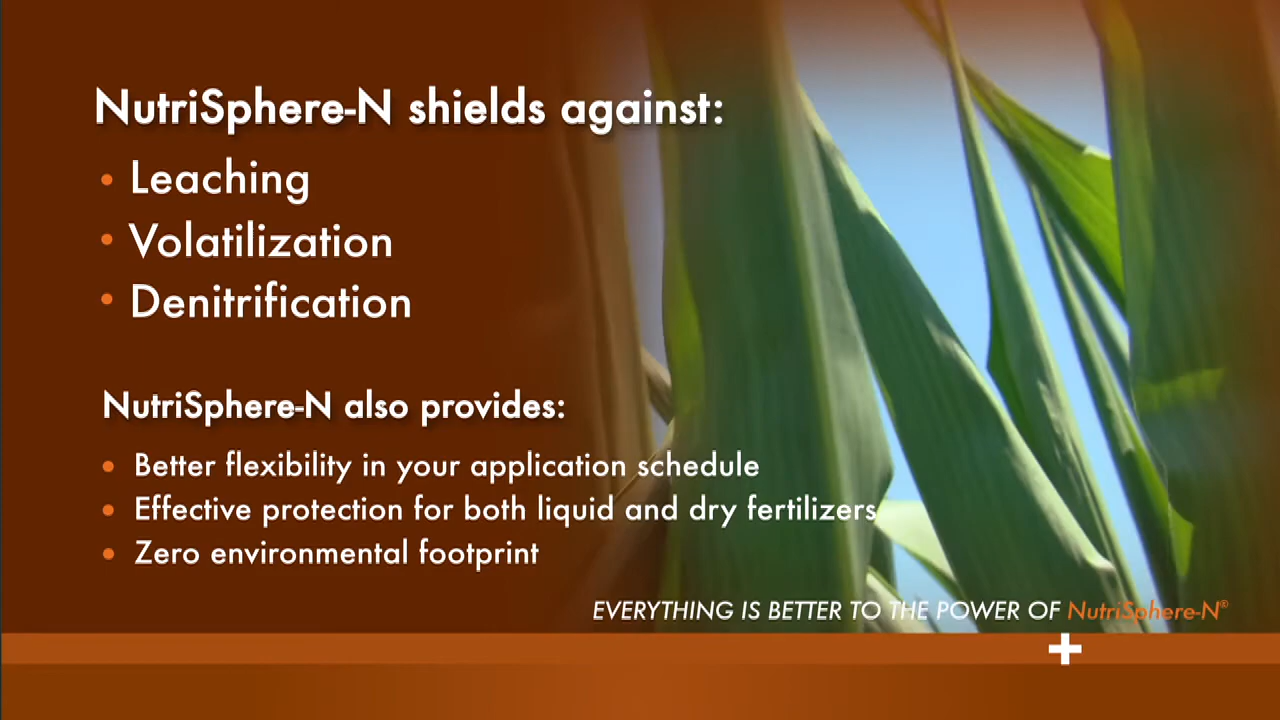 NutriSphere-N shields against:
• Leaching
• Volatilization
• Denitrification
NutriSphere-N also provides:
• Better flexibility in your application schedule
• Effective protection for both liquid and dry fertilizers
• Zero environmental footprint
EVERYTHING IS BETTER TO THE POWER OF NutriSphere-N®